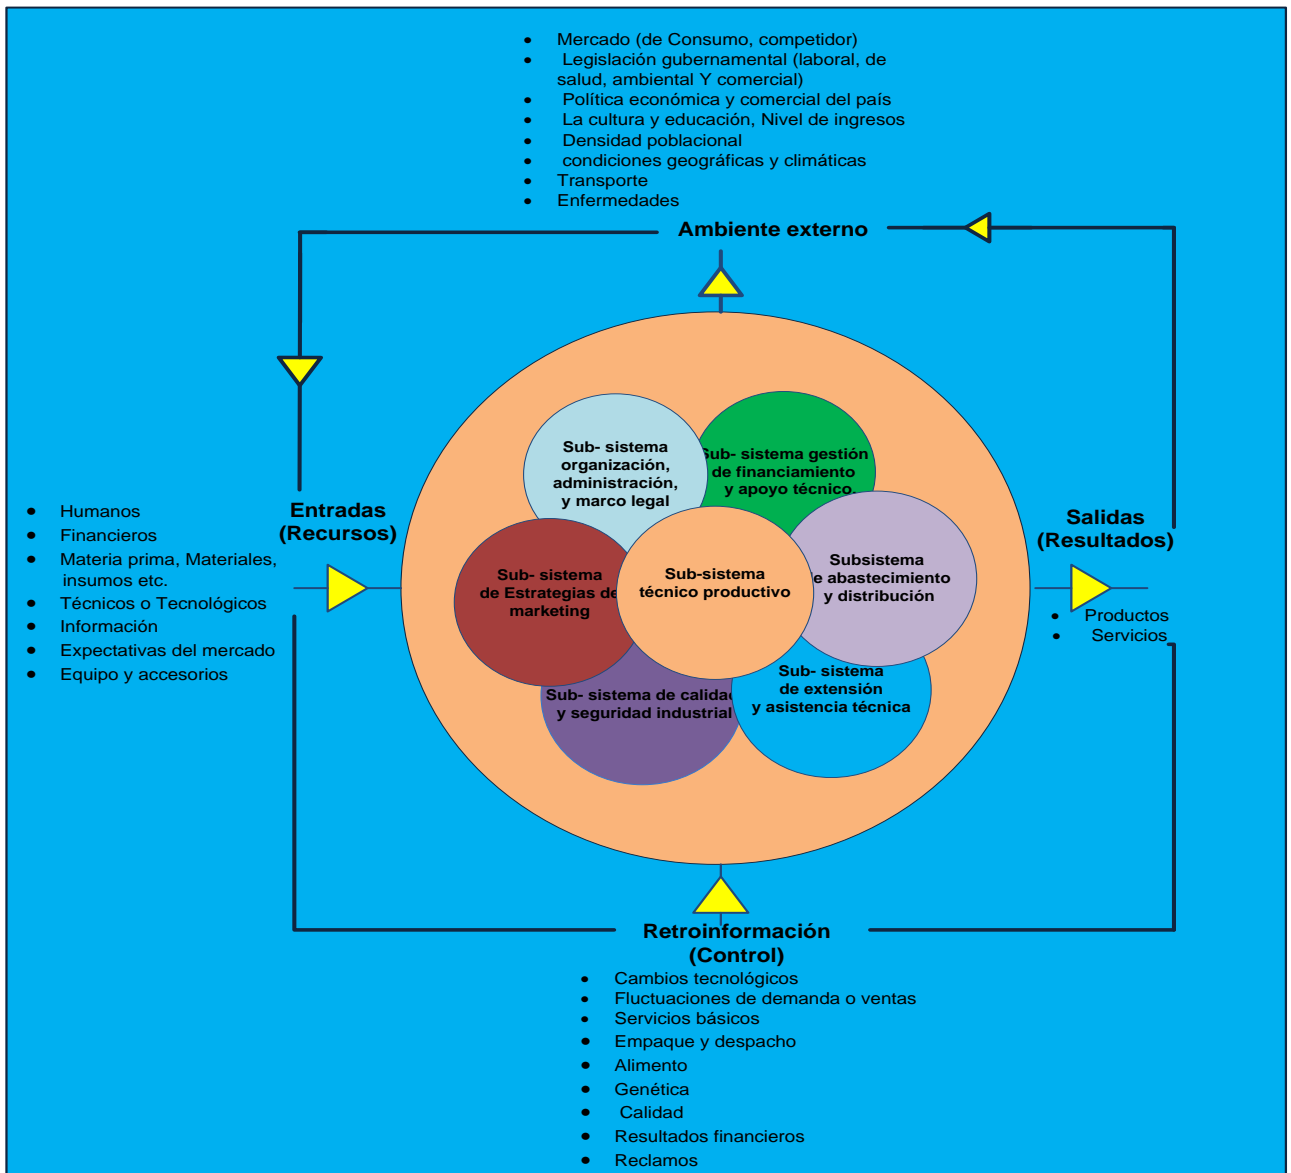 • Mercado (de Consumo, competidor)
• Legislación gubernamental (laboral, de
salud, ambiental Y comercial)
• Política económica y comercial del país
• La cultura y educación, Nivel de ingresos
• Densidad poblacional
• condiciones geográficas y climáticas
• Transporte
• Enfermedades
Ambiente externo
Entradas
(Recursos)
• Humanos
• Financieros
• Materia prima, Materiales,
insumos etc.
• Técnicos o Tecnológicos
• Información
• Expectativas del mercado
• Equipo y accesorios
Sub- sistema
organización,
administración,
y marco legal
Sub- sistema gestión
de financiamiento
y apoyo técnico.
Sub- sistema
de Estrategias de
marketing
Sub-sistema
técnico productivo
Subsistema
de abastecimiento
y distribución
Sub- sistema de calidad
y seguridad industrial
Sub- sistema
de extensión
y asistencia técnica
Salidas
(Resultados)
• Productos
• Servicios
Retroinformación
(Control)
• Cambios tecnológicos
• Fluctuaciones de demanda o ventas
• Servicios básicos
• Empaque y despacho
• Alimento
• Genética
• Calidad
• Resultados financieros
• Reclamos